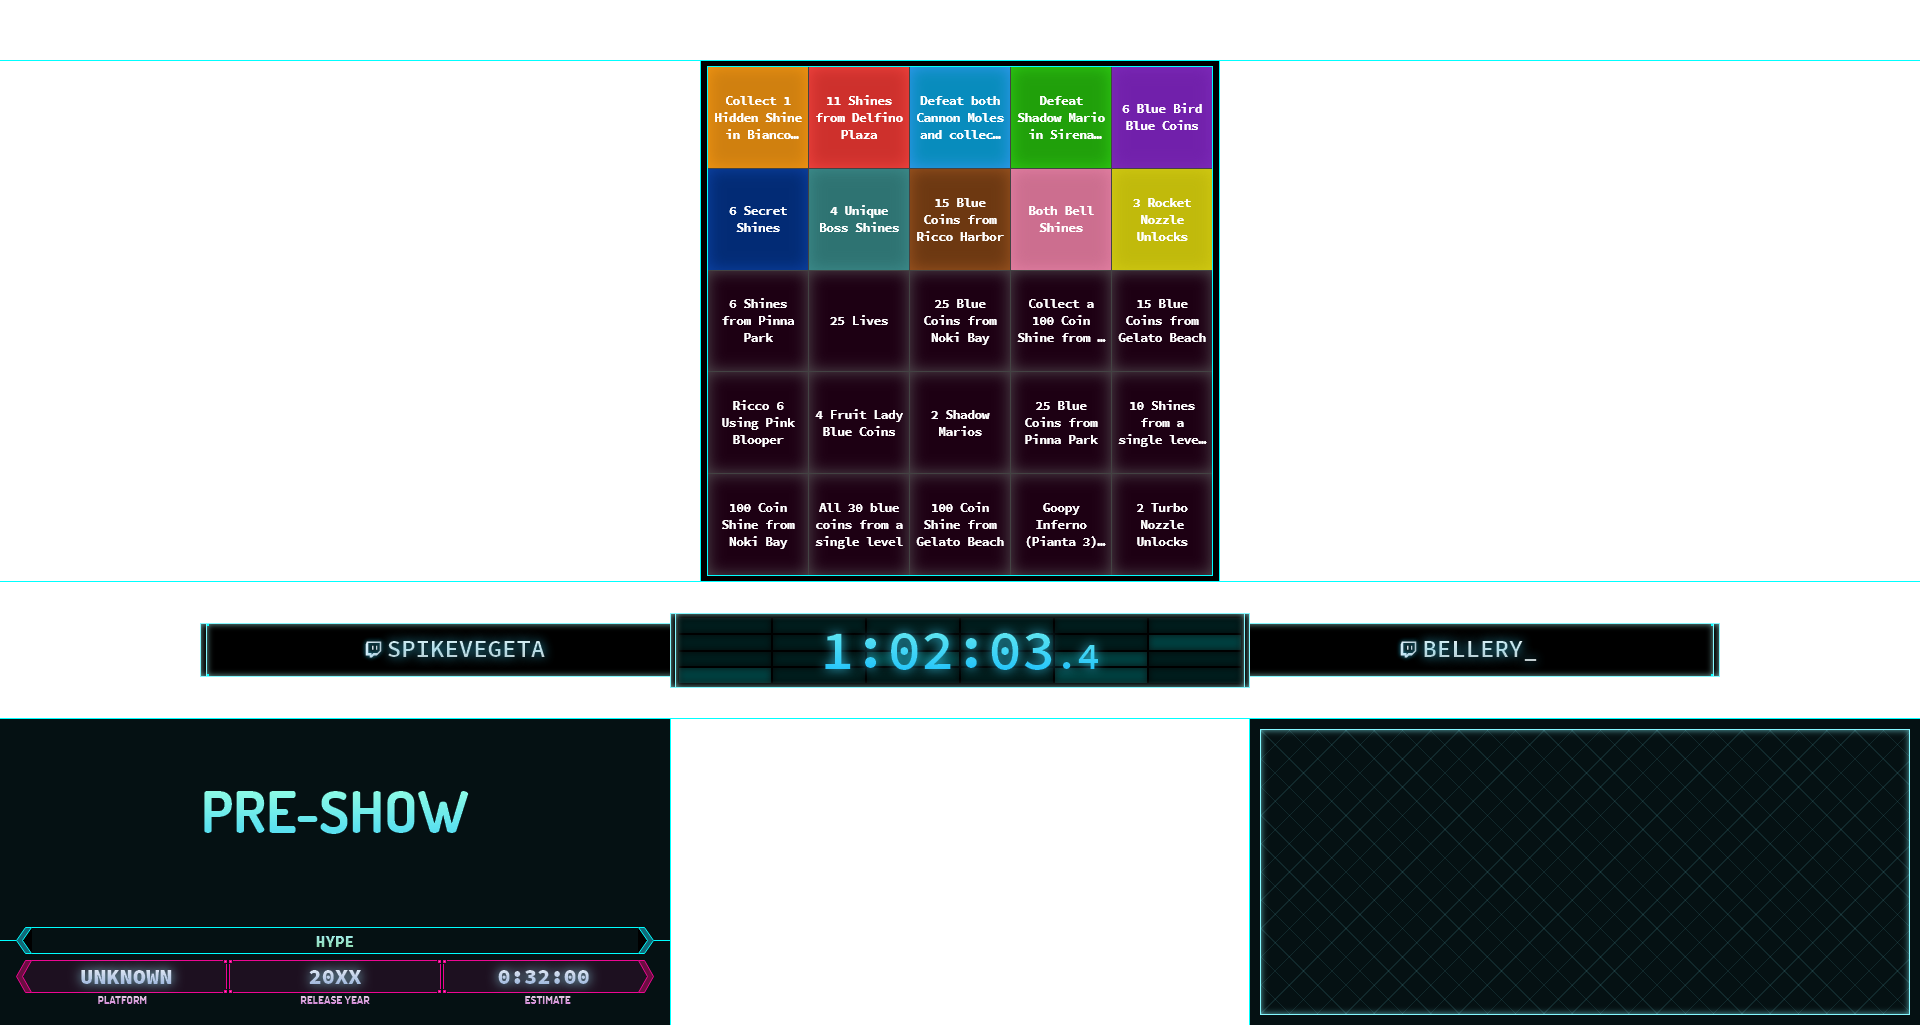 Collect 1
Hidden Shine
in Bianco…
11 Shines
from Delfino
Plaza
Defeat both
Cannon Moles
and collec…
Defeat
Shadow Mario
in Sirena…
6 Blue Bird
Blue Coins
6 Secret
Shines
4 Unique
Boss Shines
15 Blue
Coins from
Ricco Harbor
Both Bell
Shines
3 Rocket
Nozzle
Unlocks
6 Shines
from Pinna
Park
25 Lives
25 Blue
Coins from
Noki Bay
Collect a
100 Coin
Shine from …
15 Blue
Coins from
Gelato Beach
Ricco 6
Using Pink
Blooper
4 Fruit Lady
Blue Coins
2 Shadow
Marios
25 Blue
Coins from
Pinna Park
10 Shines
from a
single leve…
100 Coin
Shine from
Noki Bay
All 30 blue
coins from a
single level
100 Coin
Shine from
Gelato Beach
Goopy
Inferno
(Pianta 3)…
2 Turbo
Nozzle
Unlocks
SPIKEVEGETA
1:02:03.4
BELLERY_
PRE-SHOW
HYPE
UNKNOWN
PLATFORM
20XX
RELEASE YEAR
0:32:00
ESTIMATE